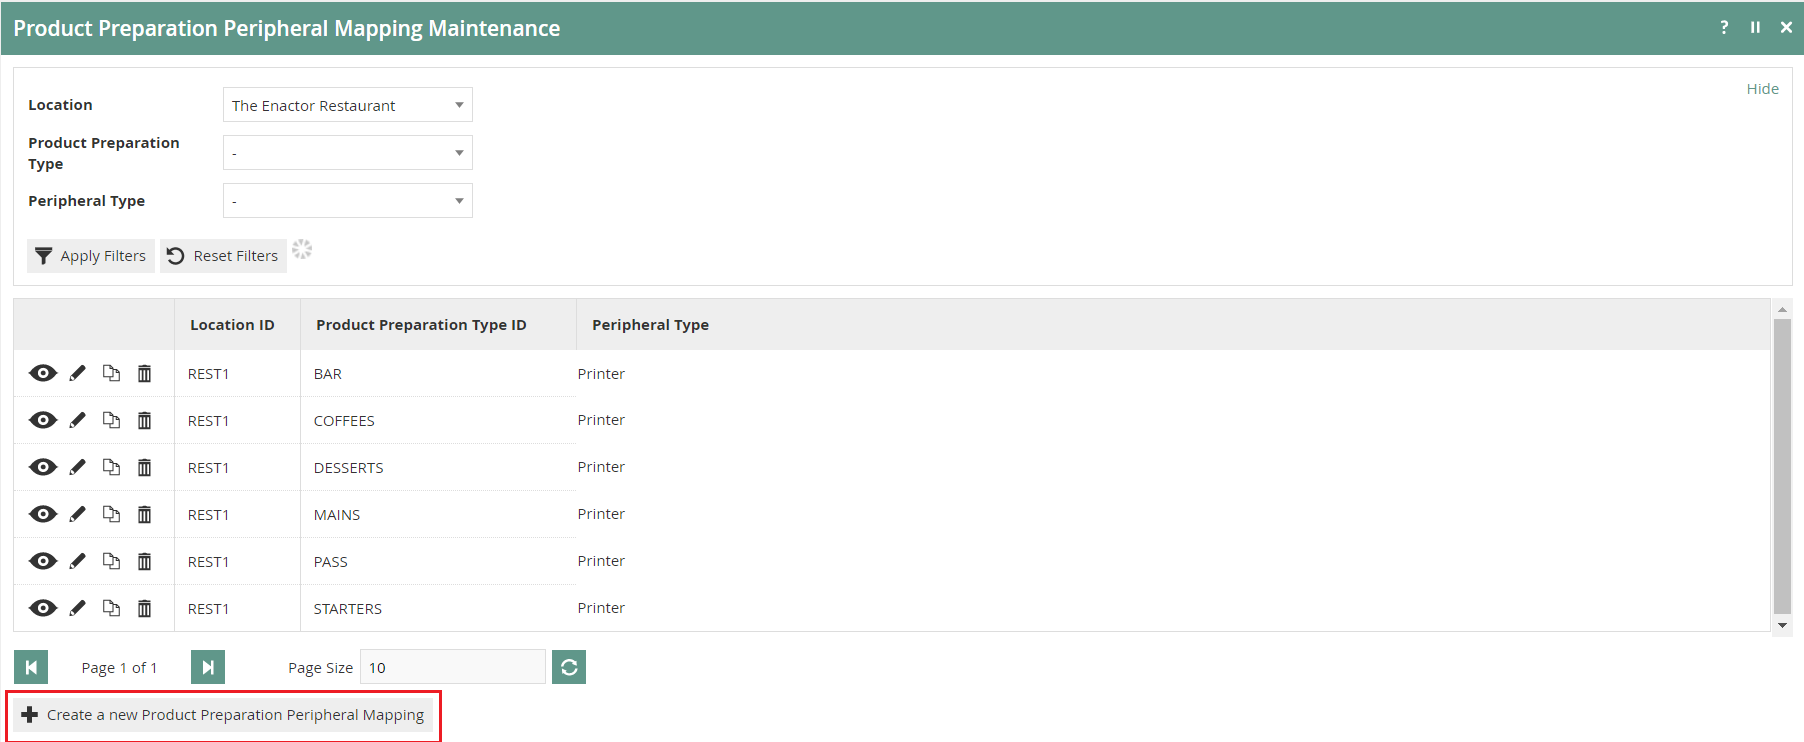 Product Preparation Peripheral Mapping Maintenance ?
Hide
Location The Enactor Restaurant
Product Preparation Type -
Peripheral Type -
Apply Filters Reset Filters
Location ID Product Preparation Type ID Peripheral Type
REST1 BAR Printer
REST1 COFFEES Printer
REST1 DESSERTS Printer
REST1 MAINS Printer
REST1 PASS Printer
REST1 STARTERS Printer
Page 1 of 1 Page Size 10
Create a new Product Preparation Peripheral Mapping